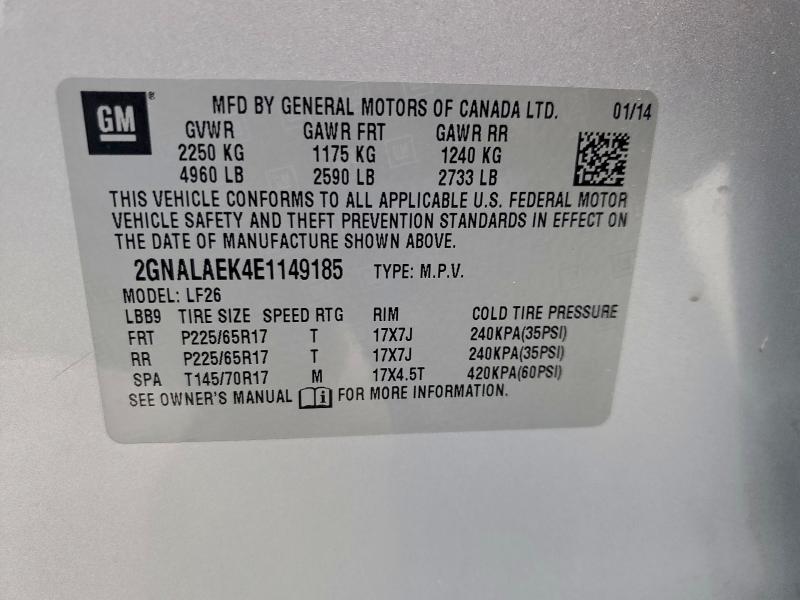 GM® MFD BY GENERAL MOTORS OF CANADA LTD. 01/14
GVWR GAWR FRT GAWR RR
2250 KG 1175 KG 1240 KG
4960 LB 2590 LB 2733 LB
THIS VEHICLE CONFORMS TO ALL APPLICABLE U.S. FEDERAL MOTOR
VEHICLE SAFETY AND THEFT PREVENTION STANDARDS IN EFFECT ON
THE DATE OF MANUFACTURE SHOWN ABOVE.
2GNALAEK4E1149185 TYPE: M.P.V.
MODEL: LF26
LBB9 TIRE SIZE SPEED RTG RIM COLD TIRE PRESSURE
FRT P225/65R17 T 17X7J 240KPA(35PSI)
RR P225/65R17 T 17X7J 240KPA(35PSI)
SPA T145/70R17 M 17X4.5T 420KPA(60PSI)
SEE OWNER'S MANUAL i FOR MORE INFORMATION.